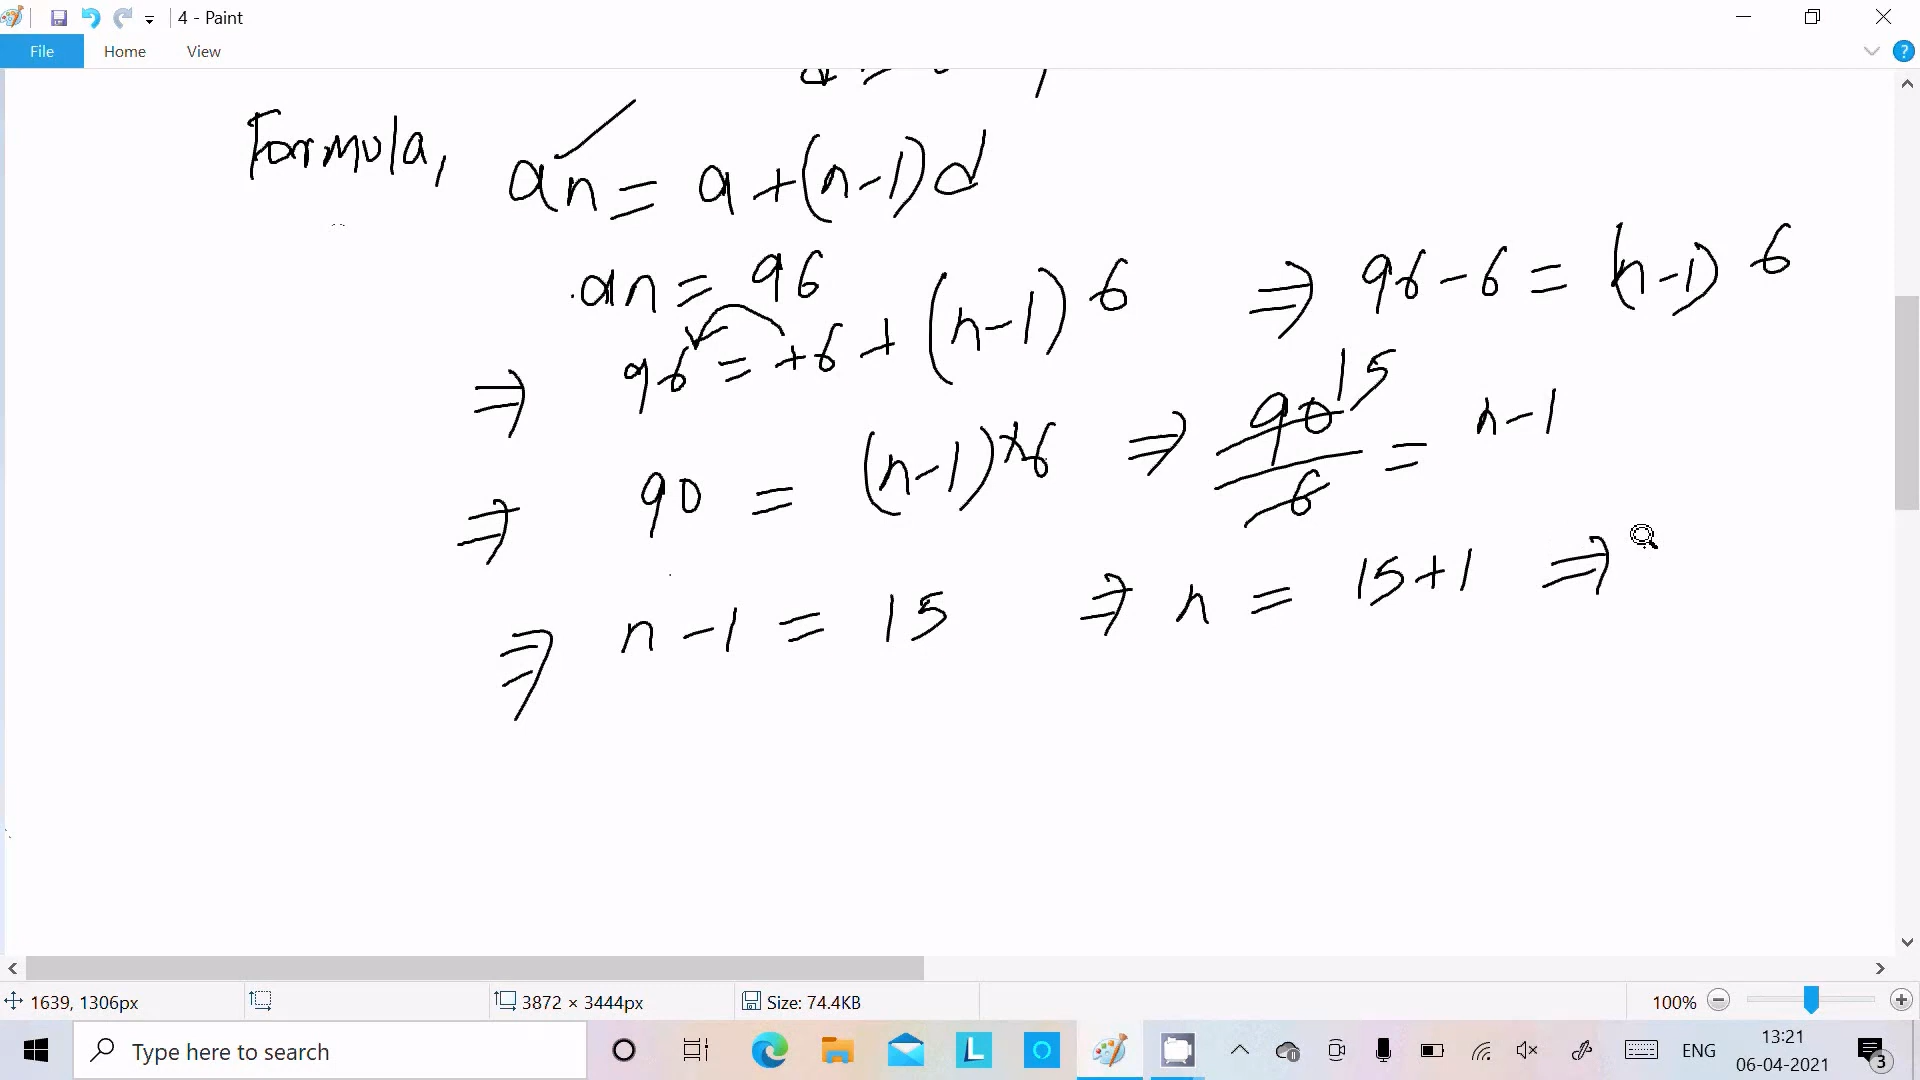 4 - Paint
File Home View
Formula, an = a + (n-1) d
an = 96
⇒ 96 = +6 + (n-1) 6 ⇒ 96 - 6 = (n-1) 6
⇒ 90 = (n-1)×6 ⇒ 90/6 15 = n-1
⇒ n-1 = 15 ⇒ n = 15+1 ⇒
1639, 1306px 3872 × 3444px Size: 74.4KB 100%
Type here to search
ENG
13:21
06-04-2021
3